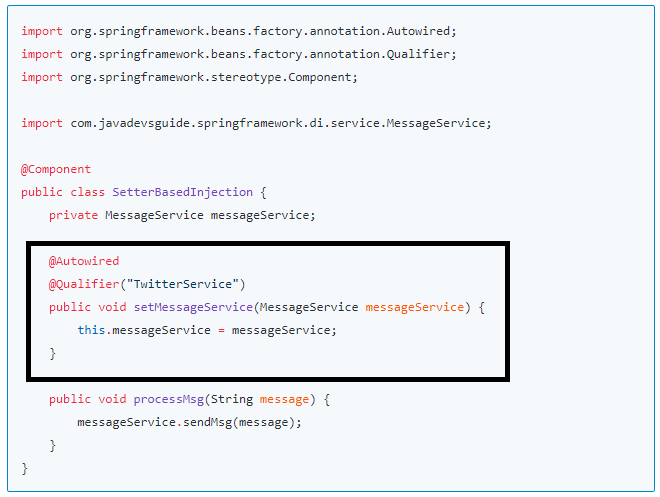 import org.springframework.beans.factory.annotation.Autowired;
import org.springframework.beans.factory.annotation.Qualifier;
import org.springframework.stereotype.Component;
import com.javadevsguide.springframework.di.service.MessageService;
@Component
public class SetterBasedInjection {
    private MessageService messageService;
    @Autowired
    @Qualifier("TwitterService")
    public void setMessageService(MessageService messageService) {
        this.messageService = messageService;
    }
    public void processMsg(String message) {
        messageService.sendMsg(message);
    }
}